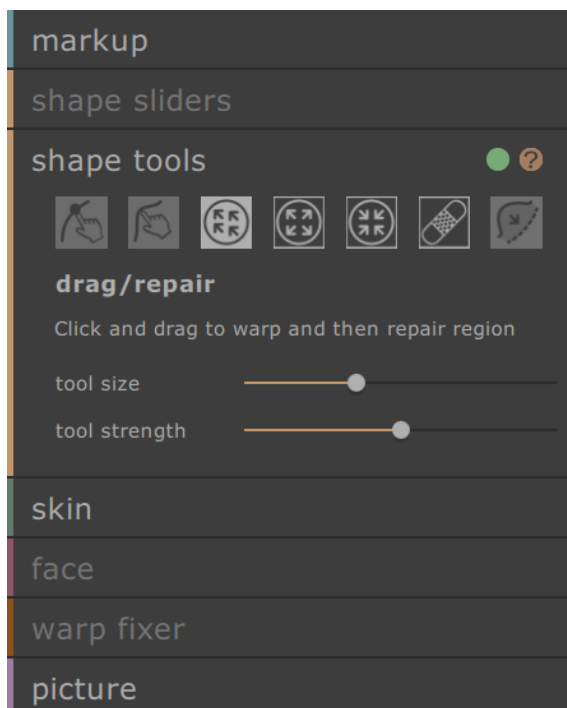 markup
shape sliders
shape tools
?
drag/repair
Click and drag to warp and then repair region
tool size
tool strength
skin
face
warp fixer
picture